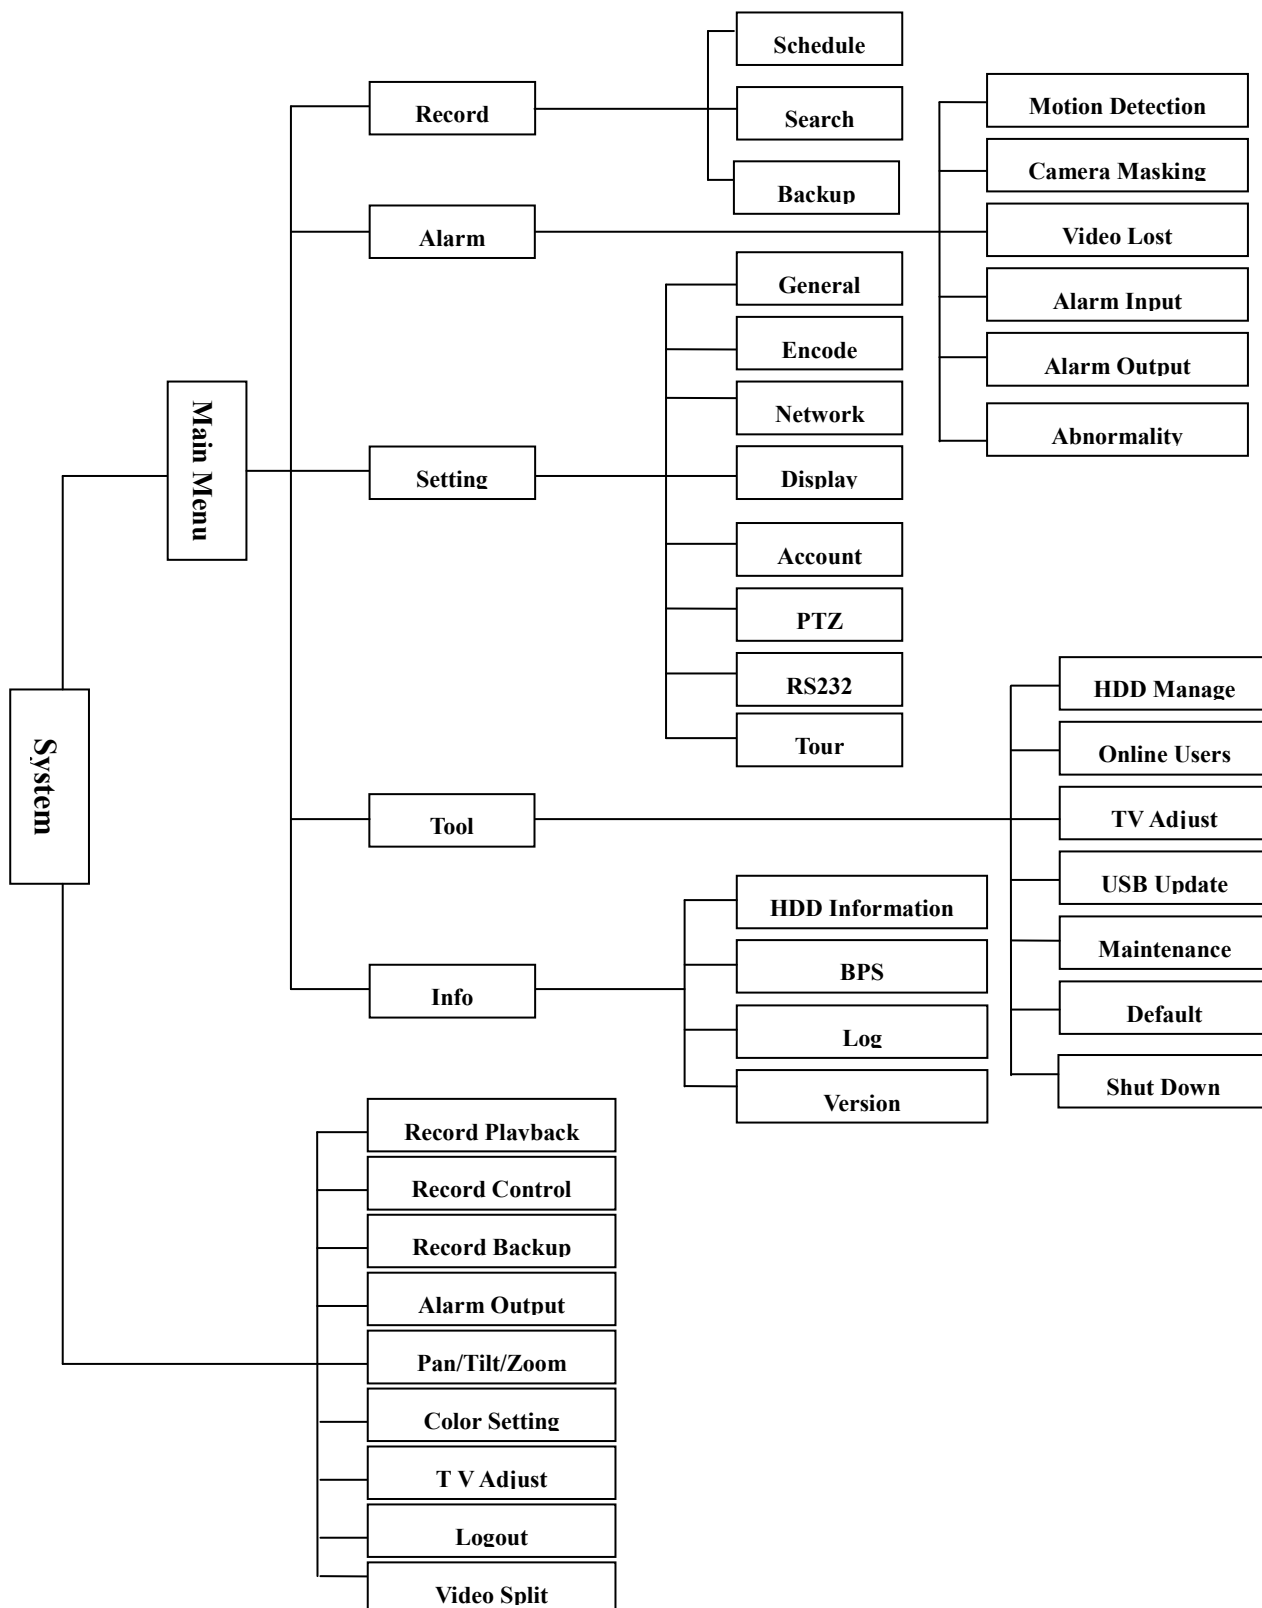 Schedule
Record
Search
Motion Detection
Backup
Camera Masking
Alarm
Video Lost
General
Alarm Input
Encode
Alarm Output
Network
Abnormality
Main Menu
Setting
Display
Account
PTZ
RS232
HDD Manage
Tour
Online Users
System
Tool
TV Adjust
USB Update
HDD Information
Maintenance
BPS
Info
Default
Log
Shut Down
Version
Record Playback
Record Control
Record Backup
Alarm Output
Pan/Tilt/Zoom
Color Setting
T V Adjust
Logout
Video Split